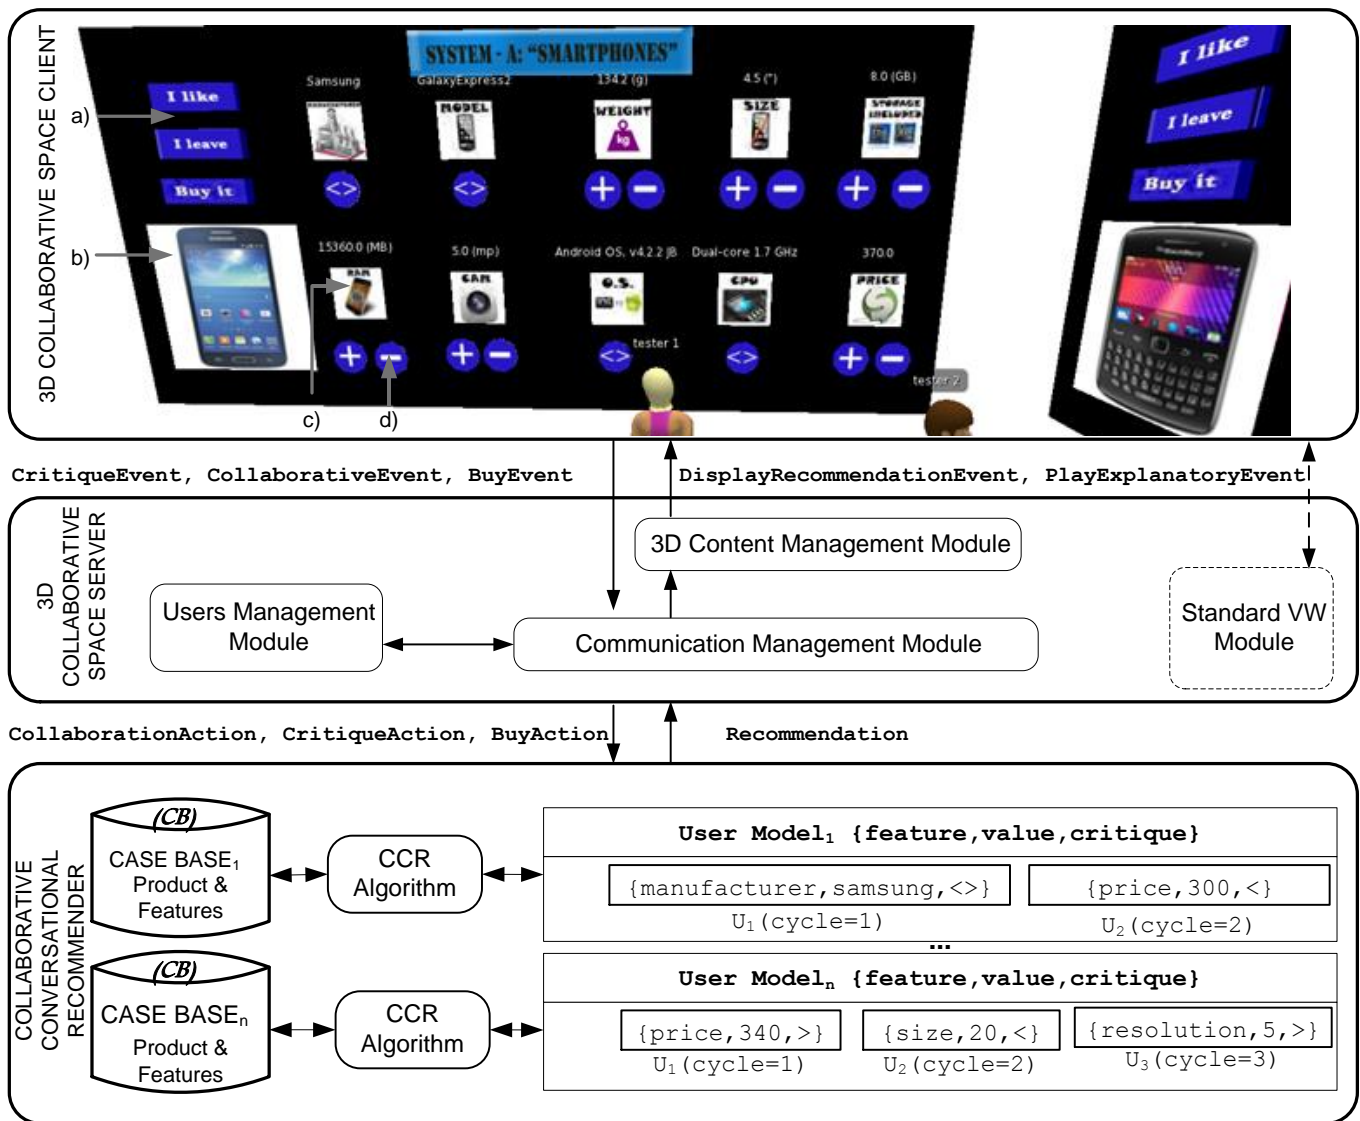 3D COLLABORATIVE SPACE CLIENT
SYSTEM - A: "SMARTPHONES"
a)
I like
I leave
Buy it
Samsung
GalaxyExpress2
134.2 (g)
4.5 (")
8.0 (GB)
MODEL
WEIGHT
kg
SIZE
STORAGE
INCLUDED
<>
<>
+ −
+ −
+ −
b)
15360.0 (MB)
5.0 (mp)
Android OS, v4.2.2 JB
Dual-core 1.7 GHz
370.0
RAM
CAM
O.S.
CPU
PRICE
+ −
+ −
<>
<>
+ −
tester 1
tester 2
c)
d)
I like
I leave
Buy it
CritiqueEvent, CollaborativeEvent, BuyEvent
DisplayRecommendationEvent, PlayExplanatoryEvent
3D
COLLABORATIVE
SPACE SERVER
3D Content Management Module
Users Management
Module
Communication Management Module
Standard VW
Module
CollaborationAction, CritiqueAction, BuyAction
Recommendation
COLLABORATIVE
CONVERSATIONAL
RECOMMENDER
(CB)
CASE BASE1
Product &
Features
CCR
Algorithm
User Model1 {feature,value,critique}
{manufacturer,samsung,<>}
{price,300,<}
U1(cycle=1)
U2(cycle=2)
...
(CB)
CASE BASEn
Product &
Features
CCR
Algorithm
User Modeln {feature,value,critique}
{price,340,>}
{size,20,<}
{resolution,5,>}
U1(cycle=1)
U2(cycle=2)
U3(cycle=3)